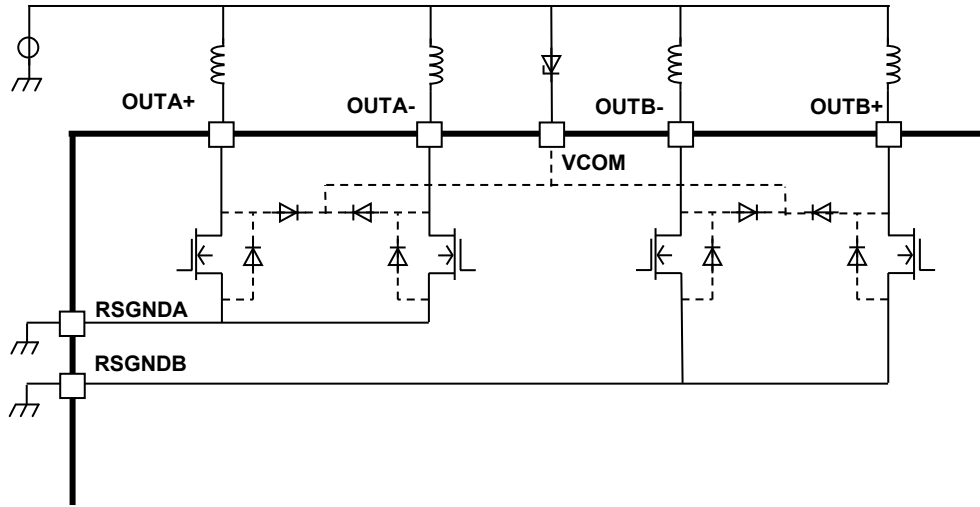 OUTA+
OUTA-
OUTB-
OUTB+
VCOM
RSGNDA
RSGNDB